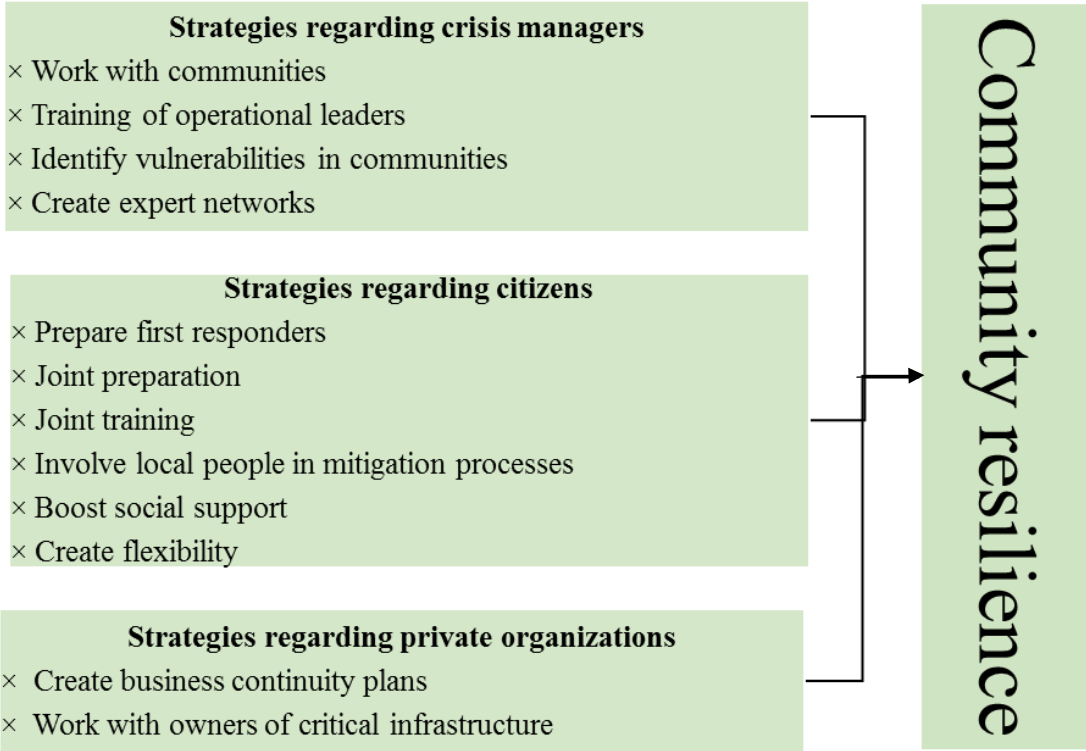 Strategies regarding crisis managers
× Work with communities
× Training of operational leaders
× Identify vulnerabilities in communities
× Create expert networks
Strategies regarding citizens
× Prepare first responders
× Joint preparation
× Joint training
× Involve local people in mitigation processes
× Boost social support
× Create flexibility
Strategies regarding private organizations
× Create business continuity plans
× Work with owners of critical infrastructure
Community resilience